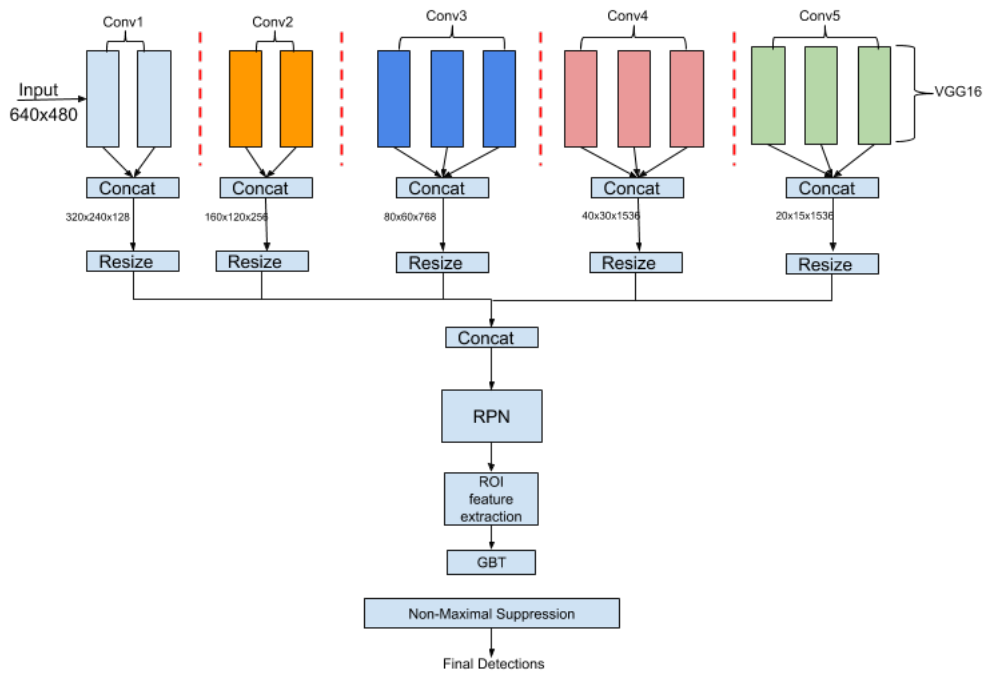 Conv1
Conv2
Conv3
Conv4
Conv5
Input
640x480
VGG16
Concat
Concat
Concat
Concat
Concat
320x240x128
160x120x256
80x60x768
40x30x1536
20x15x1536
Resize
Resize
Resize
Resize
Resize
Concat
RPN
ROI
feature
extraction
GBT
Non-Maximal Suppression
Final Detections